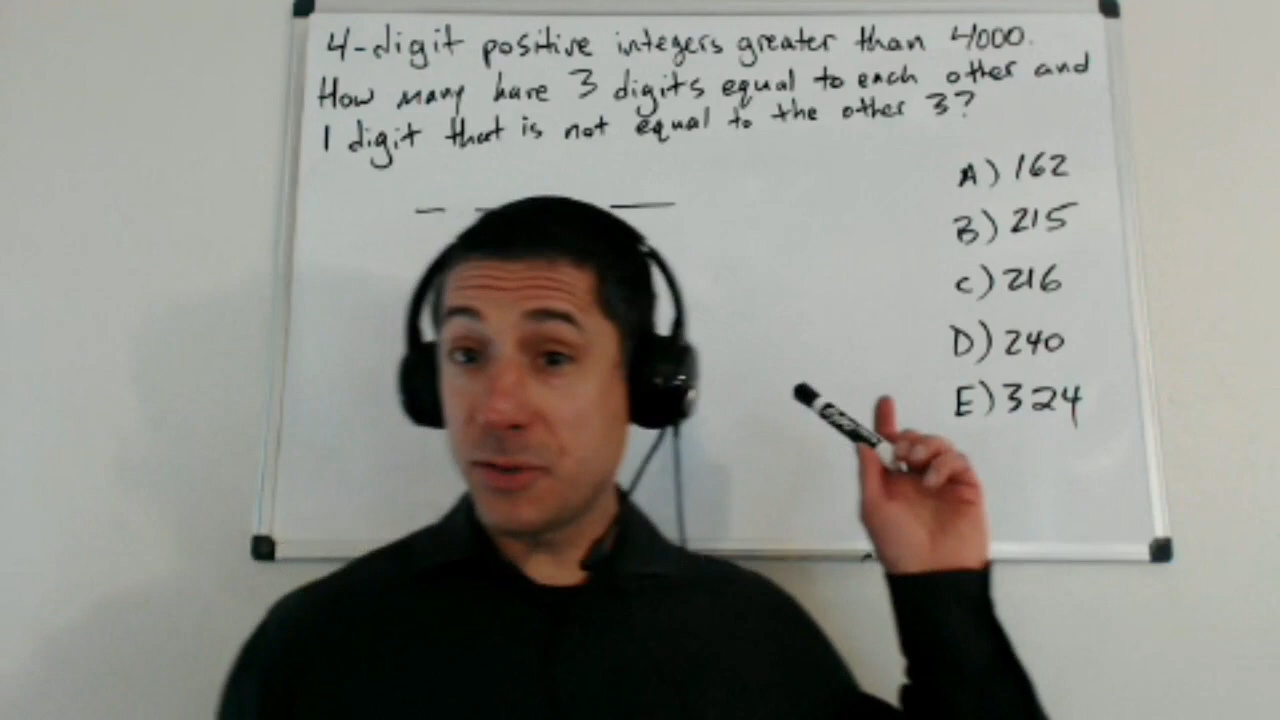 4-digit positive integers greater than 4000.
How many have 3 digits equal to each other and
1 digit that is not equal to the other 3?
A) 162
B) 215
C) 216
D) 240
E) 324